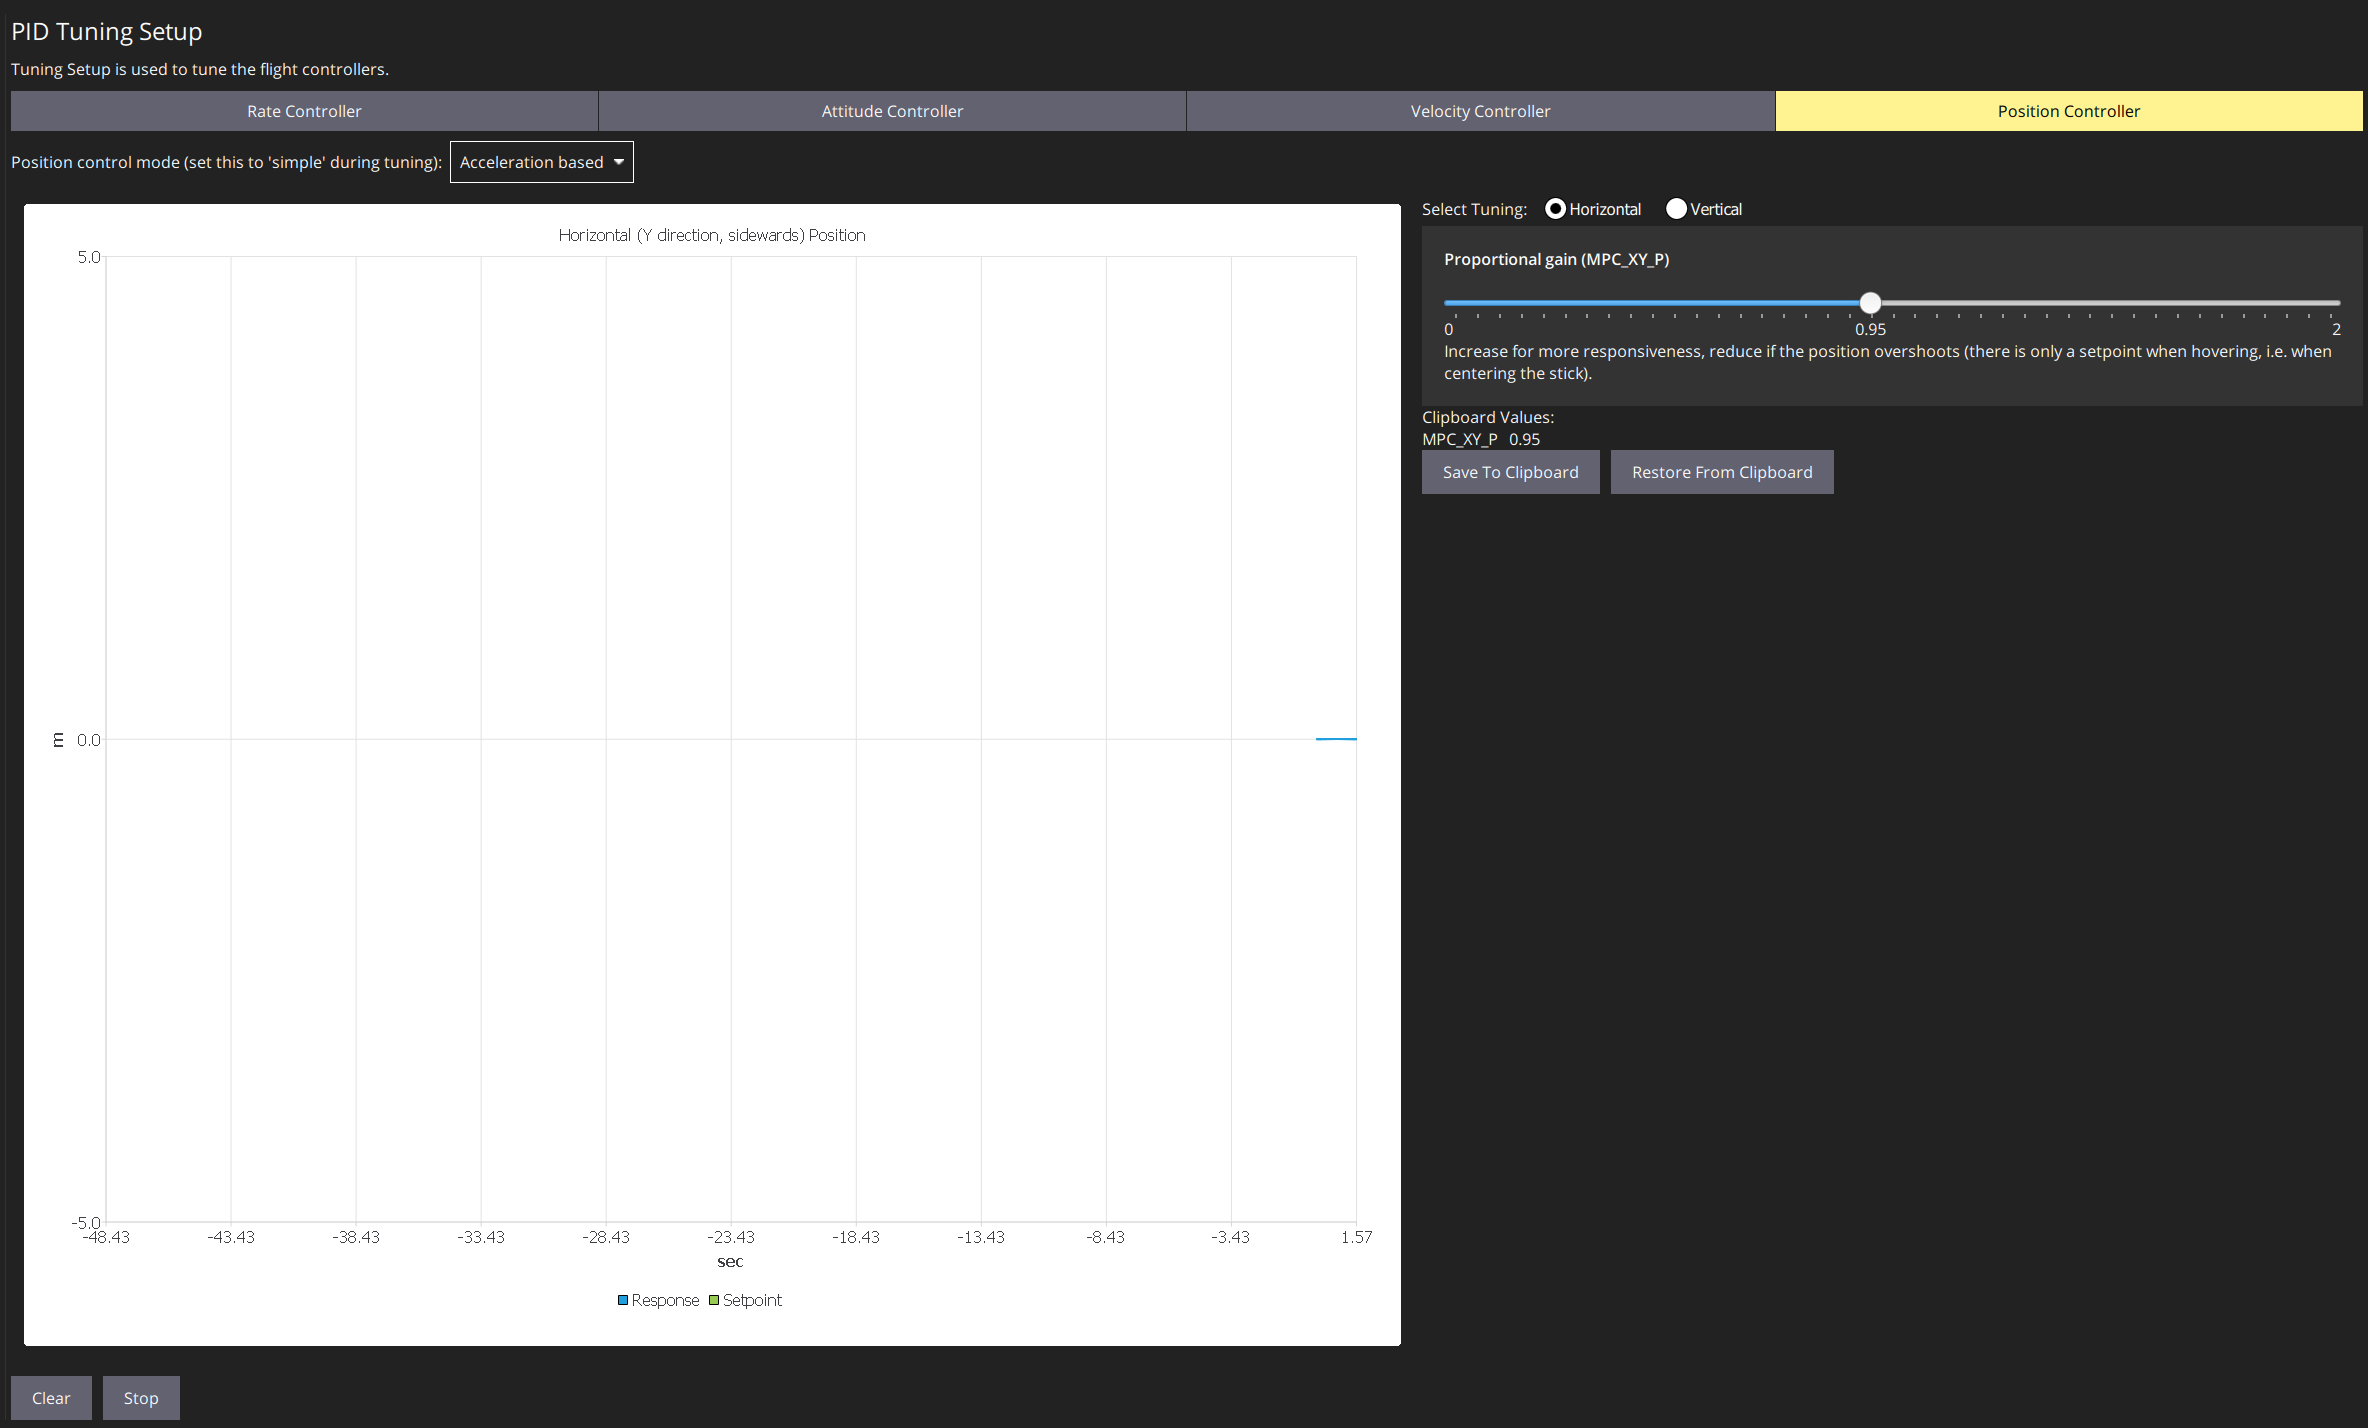 PID Tuning Setup
Tuning Setup is used to tune the flight controllers.
Rate Controller
Attitude Controller
Velocity Controller
Position Controller
Position control mode (set this to 'simple' during tuning):
Acceleration based
Horizontal (Y direction, sidewards) Position
5.0
m
0.0
-5.0
-48.43
-43.43
-38.43
-33.43
-28.43
-23.43
-18.43
-13.43
-8.43
-3.43
1.57
sec
Response
Setpoint
Select Tuning:
Horizontal
Vertical
Proportional gain (MPC_XY_P)
0
0.95
2
Increase for more responsiveness, reduce if the position overshoots (there is only a setpoint when hovering, i.e. when
centering the stick).
Clipboard Values:
MPC_XY_P 0.95
Save To Clipboard
Restore From Clipboard
Clear
Stop